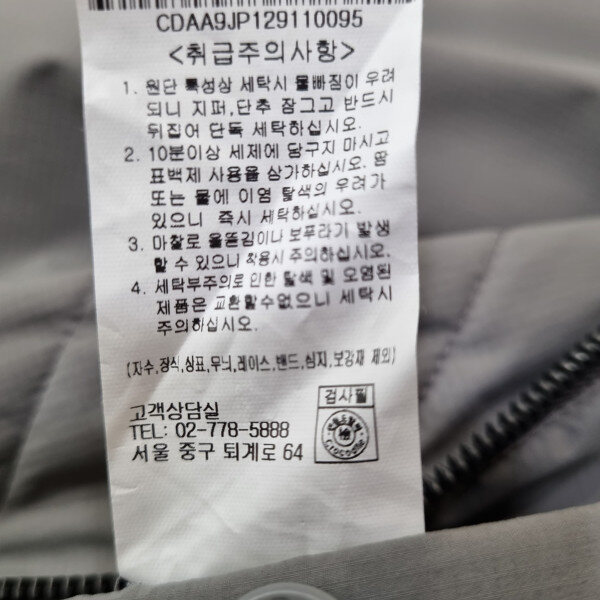 CDAA9JP129110095
<취급주의사항>
1. 원단 특성상 세탁시 물빠짐이 우려
되니 지퍼,단추 잠그고 반드시
뒤집어 단독 세탁하십시오.
2. 10분이상 세제에 담구지 마시고
표백제 사용을 삼가하십시오. 땀
또는 물에 이염 탈색의 우려가
있으니 즉시 세탁하십시오.
3. 마찰로 올뜯김이나 보푸라기 발생
할 수 있으니 착용시 주의하십시오.
4. 세탁부주의로 인한 탈색 및 오염된
제품은 교환할수없으니 세탁시
주의하십시오.
(자수,장식,상표,무늬,레이스,밴드,심지,보강재 제외)
검사필
고객상담실
TEL: 02-778-5888
서울 중구 퇴계로 64